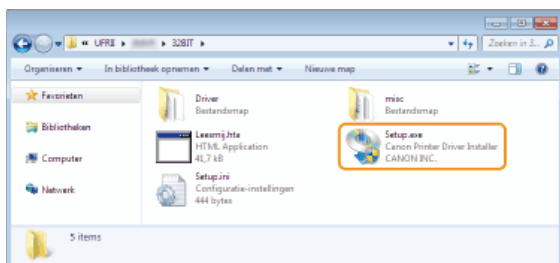 « UFRII ▸ ▸ 32BIT ▸
Zoeken in 3...
Organiseren ▾ In bibliotheek opnemen ▾ Delen met ▾ Nieuwe map
Favorieten
Bibliotheken
Computer
Netwerk
Driver
Bestandsmap
misc
Bestandsmap
Leesmij.hta
HTML Application
41,7 kB
Setup.exe
Canon Printer Driver Installer
CANON INC.
Setup.ini
Configuratie-instellingen
444 bytes
5 items